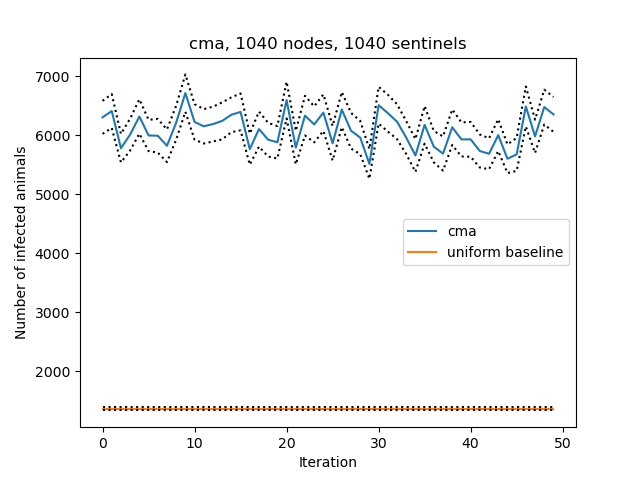 cma, 1040 nodes, 1040 sentinels
Number of infected animals
7000
6000
5000
4000
3000
2000
cma
uniform baseline
0
10
20
30
40
50
Iteration